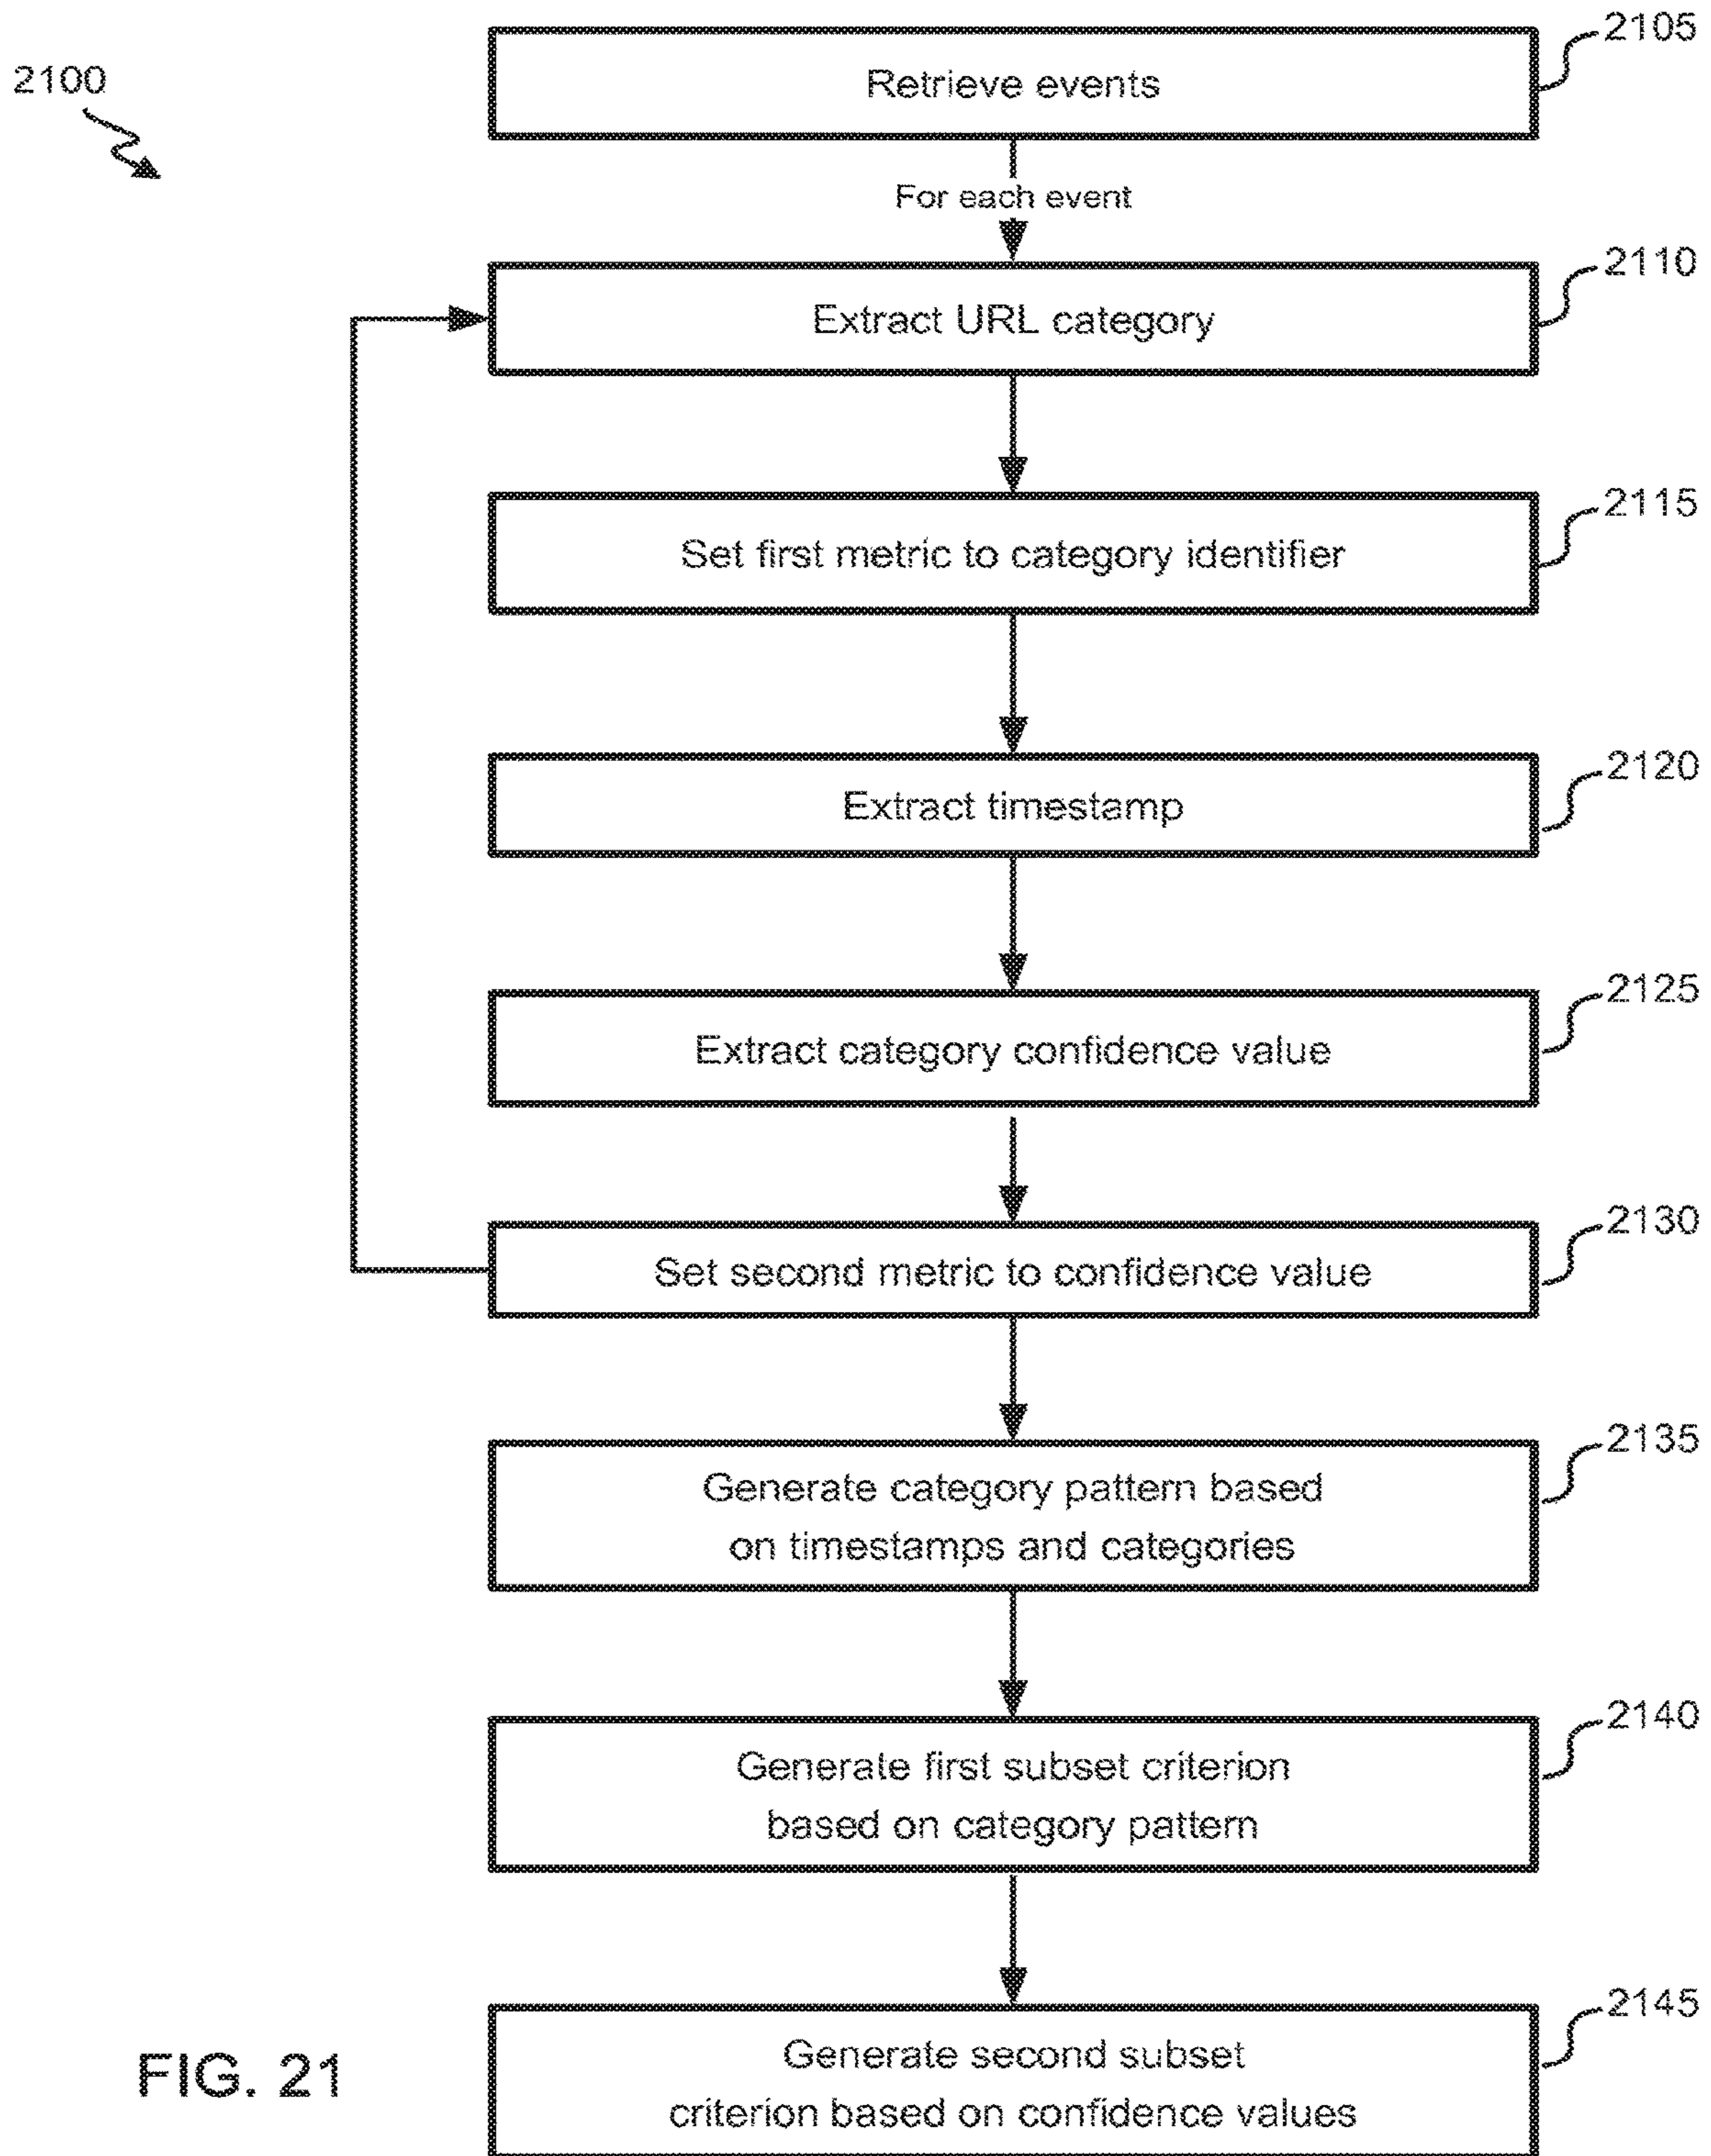 2100
2105
Retrieve events
For each event
2110
Extract URL category
2115
Set first metric to category identifier
2120
Extract timestamp
2125
Extract category confidence value
2130
Set second metric to confidence value
2135
Generate category pattern based
on timestamps and categories
2140
Generate first subset criterion
based on category pattern
2145
Generate second subset
criterion based on confidence values
FIG. 21